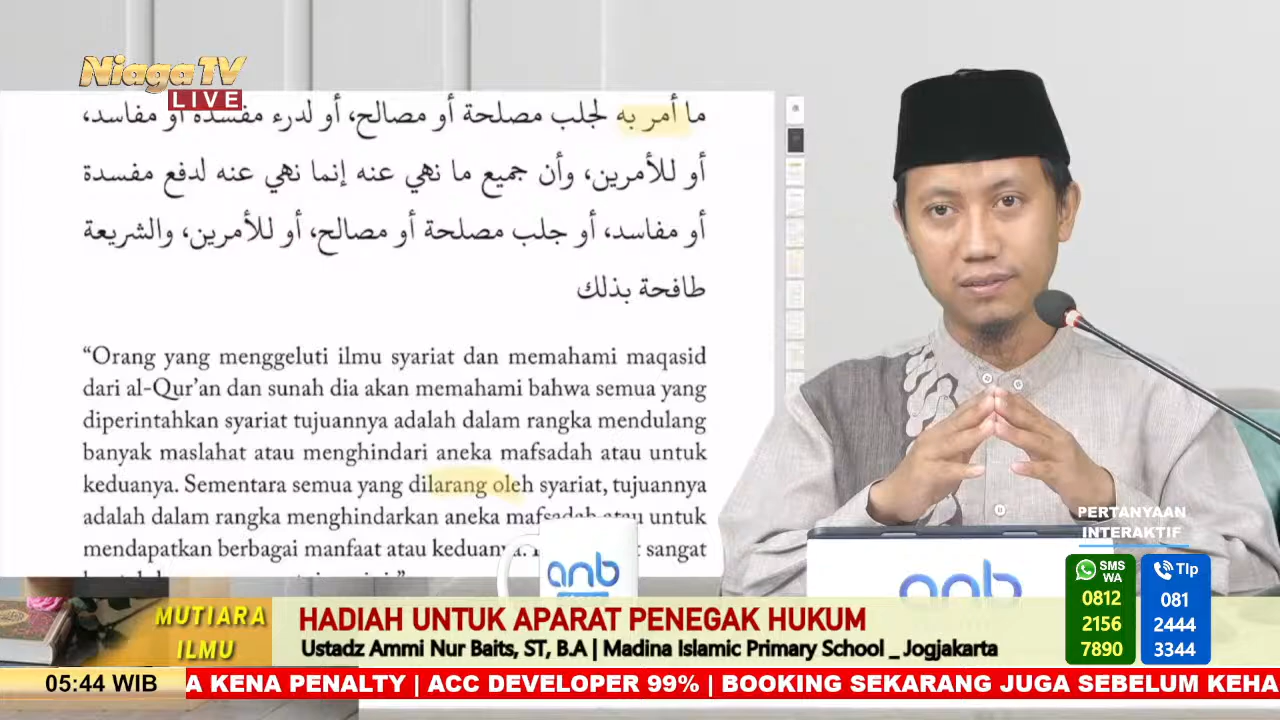 Niaga TV
LIVE
ما أمر به لجلب مصلحة أو مصالح، أو لدرء مفسدة أو مفاسد،
أو للأمرين، وأن جميع ما نهي عنه إنما نهي عنه لدفع مفسدة
أو مفاسد، أو جلب مصلحة أو مصالح، أو للأمرين، والشريعة
طافحة بذلك
“Orang yang menggeluti ilmu syariat dan memahami maqasid
dari al-Qur’an dan sunah dia akan memahami bahwa semua yang
diperintahkan syariat tujuannya adalah dalam rangka mendulang
banyak maslahat atau menghindari aneka mafsadah atau untuk
keduanya. Sementara semua yang dilarang oleh syariat, tujuannya
adalah dalam rangka menghindarkan aneka mafsadah atau untuk
mendapatkan berbagai manfaat atau keduanya. sangat
anb
anb
PERTANYAAN
INTERAKTIF
SMS
WA
0812
2156
7890
Tlp
081
2444
3344
MUTIARA
ILMU
HADIAH UNTUK APARAT PENEGAK HUKUM
Ustadz Ammi Nur Baits, ST, B.A | Madina Islamic Primary School _ Jogjakarta
05:44 WIB
A KENA PENALTY | ACC DEVELOPER 99% | BOOKING SEKARANG JUGA SEBELUM KEHA